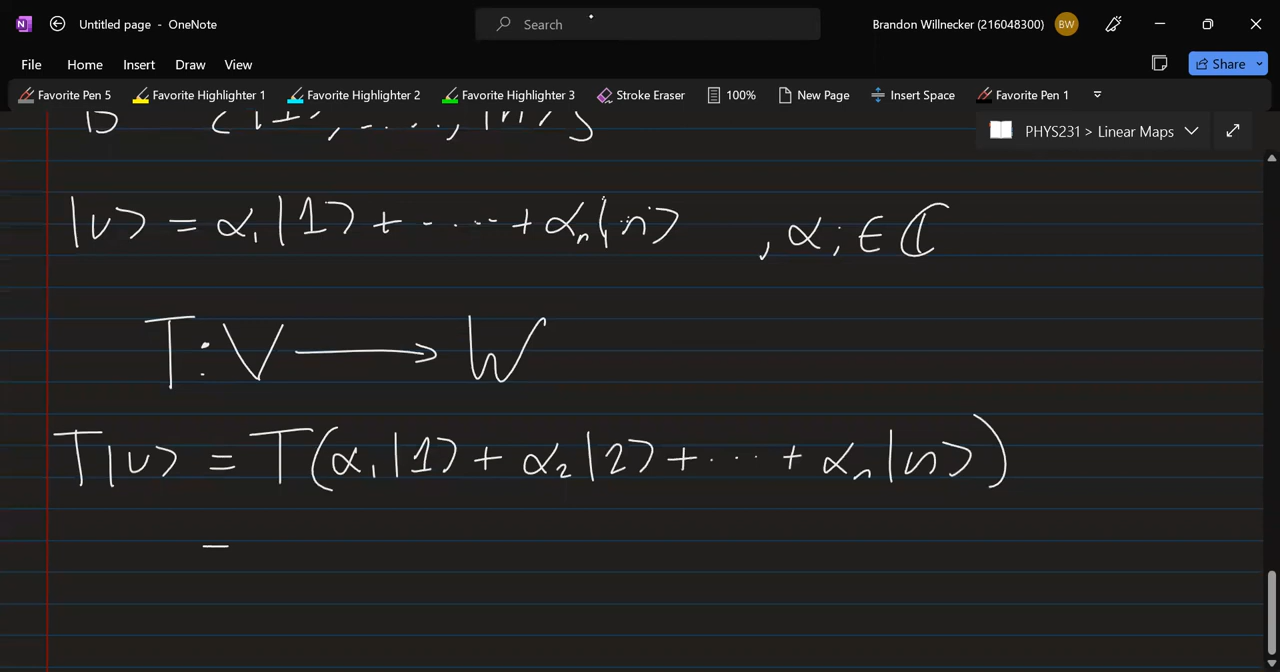 Untitled page - OneNote
Search
Brandon Willnecker (216048300) BW
File Home Insert Draw View
Share
Favorite Pen 5 Favorite Highlighter 1 Favorite Highlighter 2 Favorite Highlighter 3 Stroke Eraser 100% New Page Insert Space Favorite Pen 1
PHYS231 > Linear Maps
|v⟩ = α₁|1⟩ + ····· + αₙ|n⟩ , αᵢ ∈ ℂ
T: V ⟶ W
T|v⟩ = T(α₁|1⟩ + α₂|2⟩ + ··· + αₙ|n⟩)
=